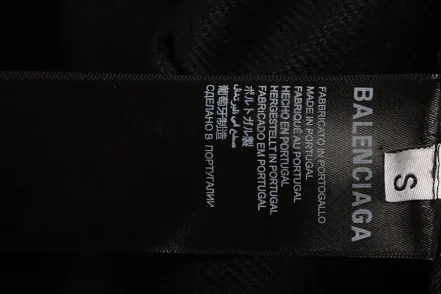 BALENCIAGA
S
FABBRICATO IN PORTOGALLO
MADE IN PORTUGAL
FABRIQUÉ AU PORTUGAL
HECHO EN PORTUGAL
HERGESTELLT IN PORTUGAL
FABRICADO EM PORTUGAL
ポルトガル製
صنع في البرتغال
葡萄牙制造
СДЕЛАНО В ПОРТУГАЛИИ